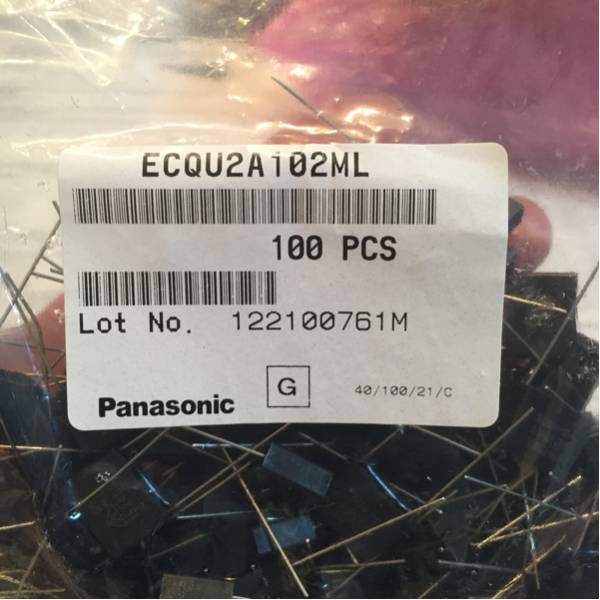 ECQU2A102ML
100 PCS
Lot No. 122100761M
Panasonic
G
40/100/21/C